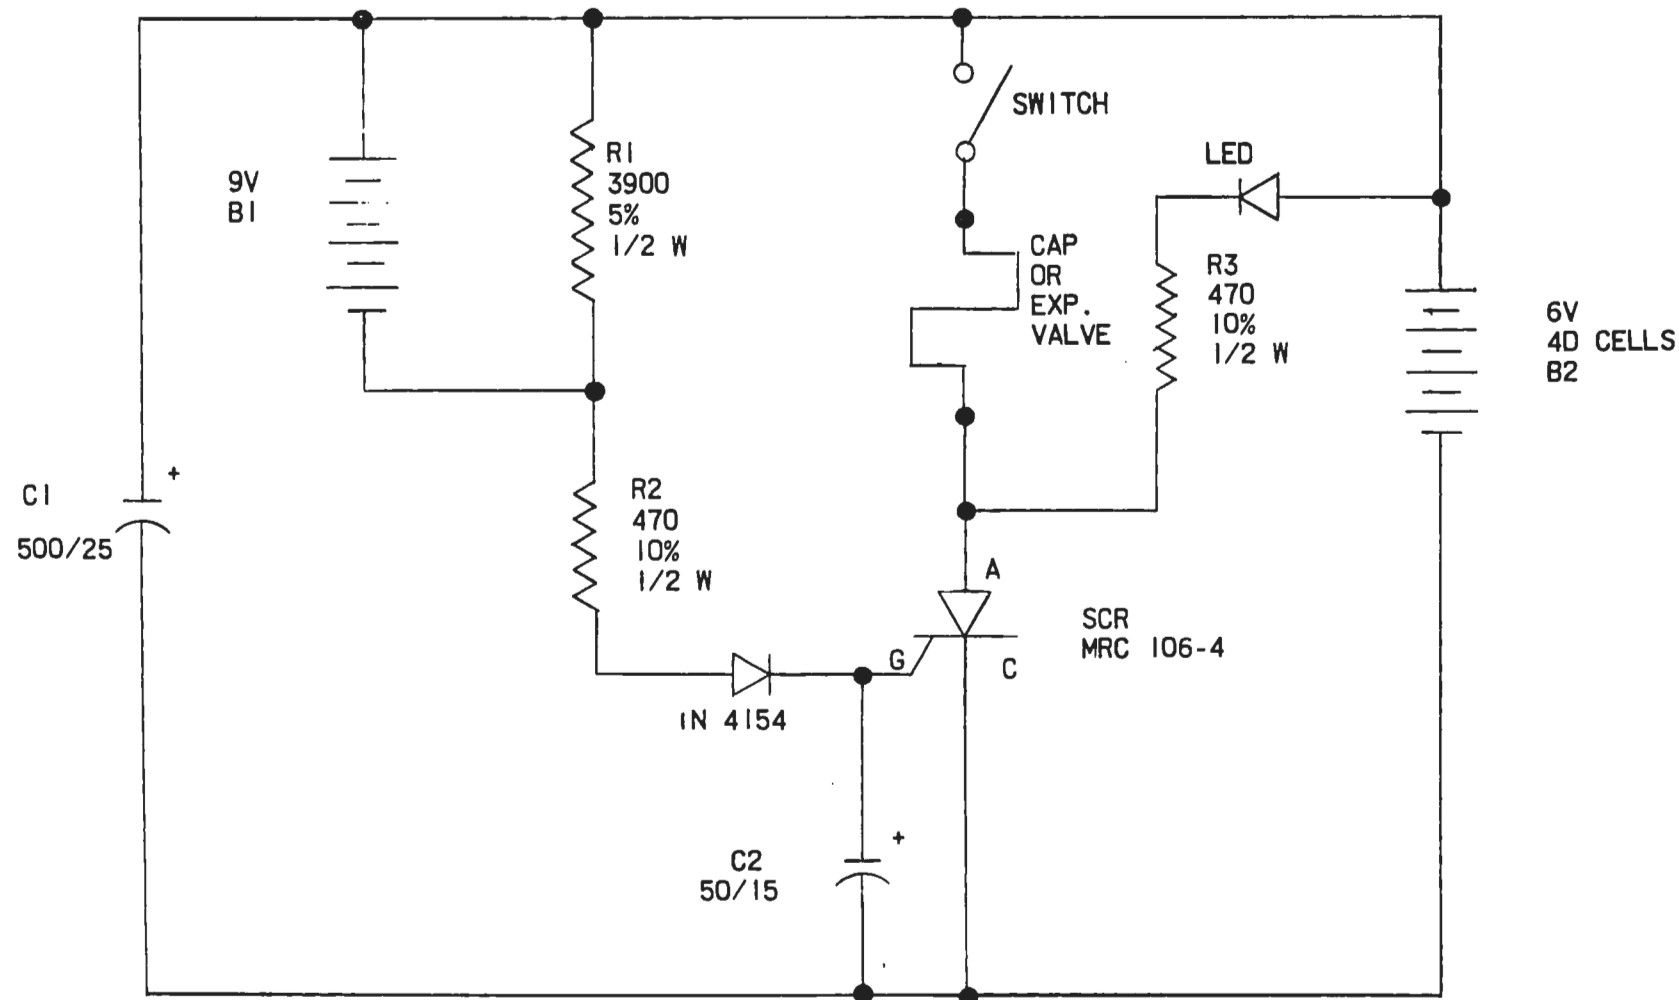 SWITCH
LED
9V
B1
R1
3900
5%
1/2 W
CAP
OR
EXP.
VALVE
R3
470
10%
1/2 W
6V
4D CELLS
B2
+
C1
500/25
R2
470
10%
1/2 W
A
SCR
MRC 106-4
G
C
1N 4154
+
C2
50/15